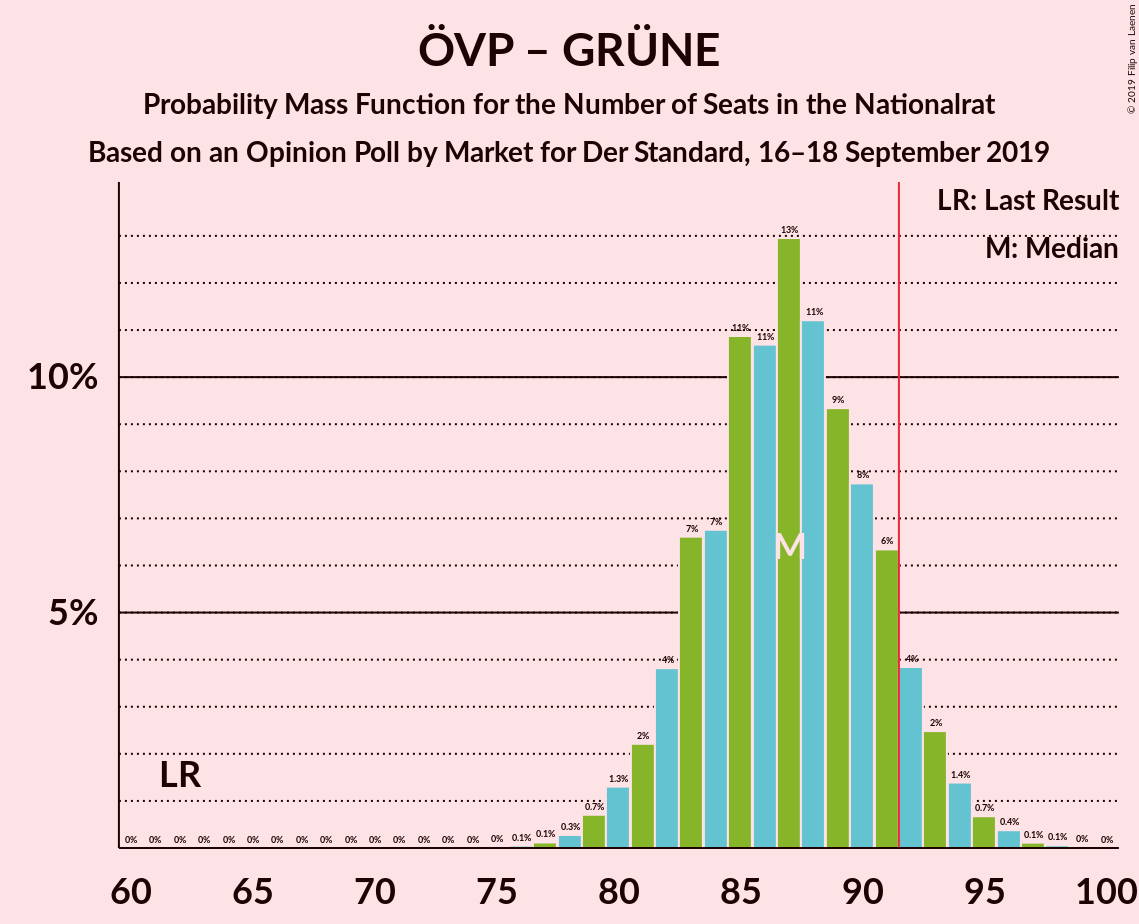 ÖVP – GRÜNE
Probability Mass Function for the Number of Seats in the Nationalrat
Based on an Opinion Poll by Market for Der Standard, 16–18 September 2019
© 2019 Filip van Laenen
LR: Last Result
M: Median
10%
5%
LR
M
0% 0% 0% 0% 0% 0% 0% 0% 0% 0% 0% 0% 0% 0% 0% 0% 0.1% 0.1% 0.3% 0.7% 1.3% 2% 4% 7% 7% 11% 11% 13% 11% 9% 8% 6% 4% 2% 1.4% 0.7% 0.4% 0.1% 0.1% 0% 0%
60 65 70 75 80 85 90 95 100